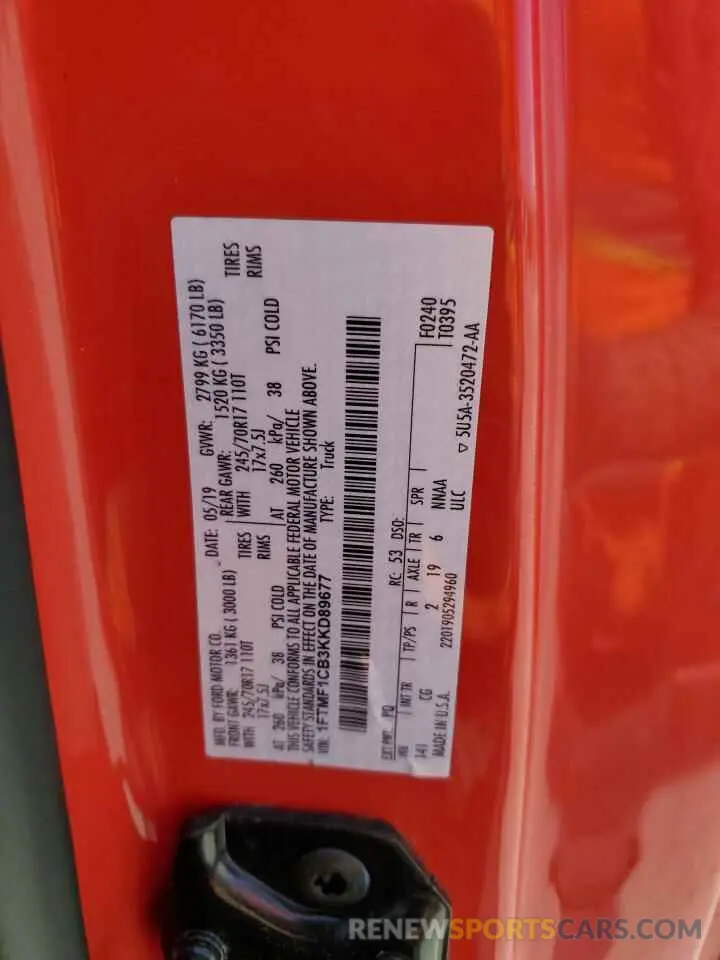 MFD. BY FORD MOTOR CO. DATE: 05/19 GVWR: 2799 KG ( 6170 LB)
FRONT GAWR: 1361 KG ( 3000 LB) REAR GAWR: 1520 KG ( 3350 LB)
WITH 245/70R17 110T TIRES WITH 245/70R17 110T TIRES
17x7.5J RIMS 17x7.5J RIMS
AT 260 kPa/ 38 PSI COLD AT 260 kPa/ 38 PSI COLD
THIS VEHICLE CONFORMS TO ALL APPLICABLE FEDERAL MOTOR VEHICLE
SAFETY STANDARDS IN EFFECT ON THE DATE OF MANUFACTURE SHOWN ABOVE.
VIN: 1FTMF1CB3KKD89677 TYPE: Truck
EXT PNT: PQ RC: 53 DSO: F0240
WB INT TR TP/PS R AXLE TR SPR T0395
141 CG 2 19 6 NNAA
MADE IN U.S.A. 2201905294960 ULC ▽ 5U5A-3520472-AA
RENEWSPORTSCARS.COM